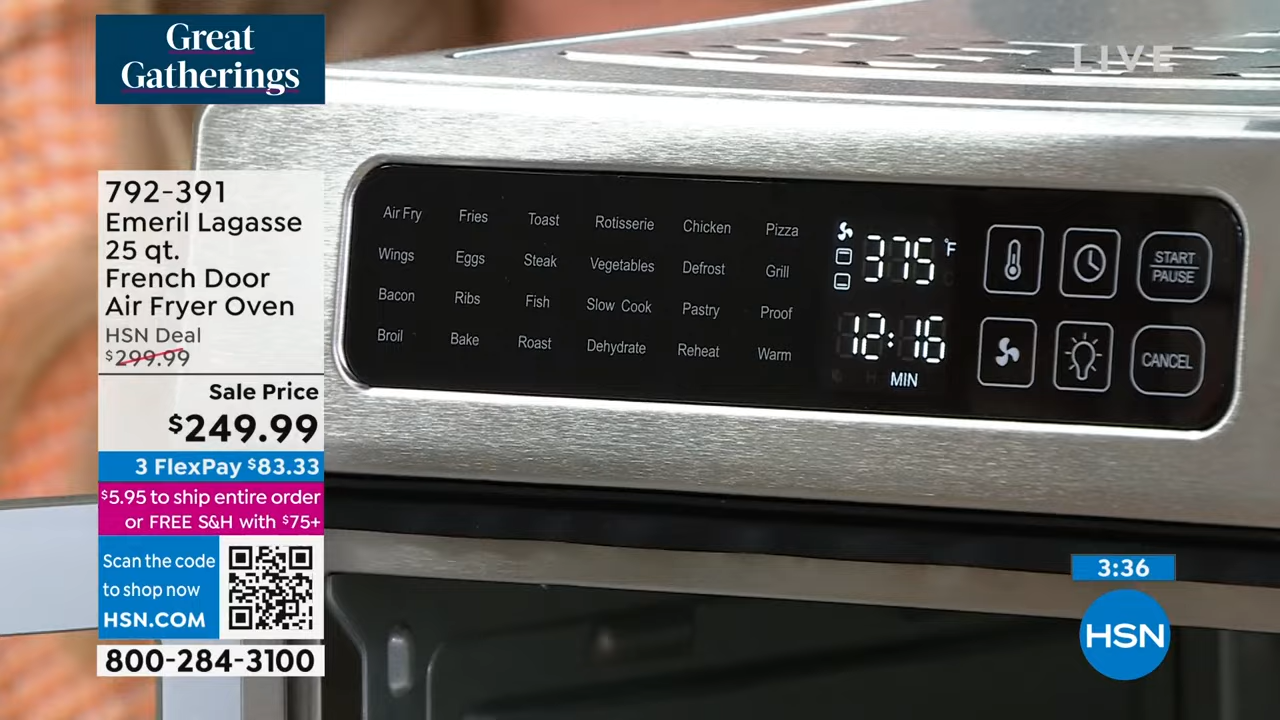 Great
Gatherings
LIVE
792-391
Emeril Lagasse
25 qt.
French Door
Air Fryer Oven
HSN Deal
$299.99
Sale Price
$249.99
3 FlexPay $83.33
$5.95 to ship entire order
or FREE S&H with $75+
Scan the code
to shop now
HSN.COM
800-284-3100
Air Fry Fries Toast Rotisserie Chicken Pizza
Wings Eggs Steak Vegetables Defrost Grill
Bacon Ribs Fish Slow Cook Pastry Proof
Broil Bake Roast Dehydrate Reheat Warm
375 °F
12:16
MIN
START
PAUSE
CANCEL
3:36
HSN